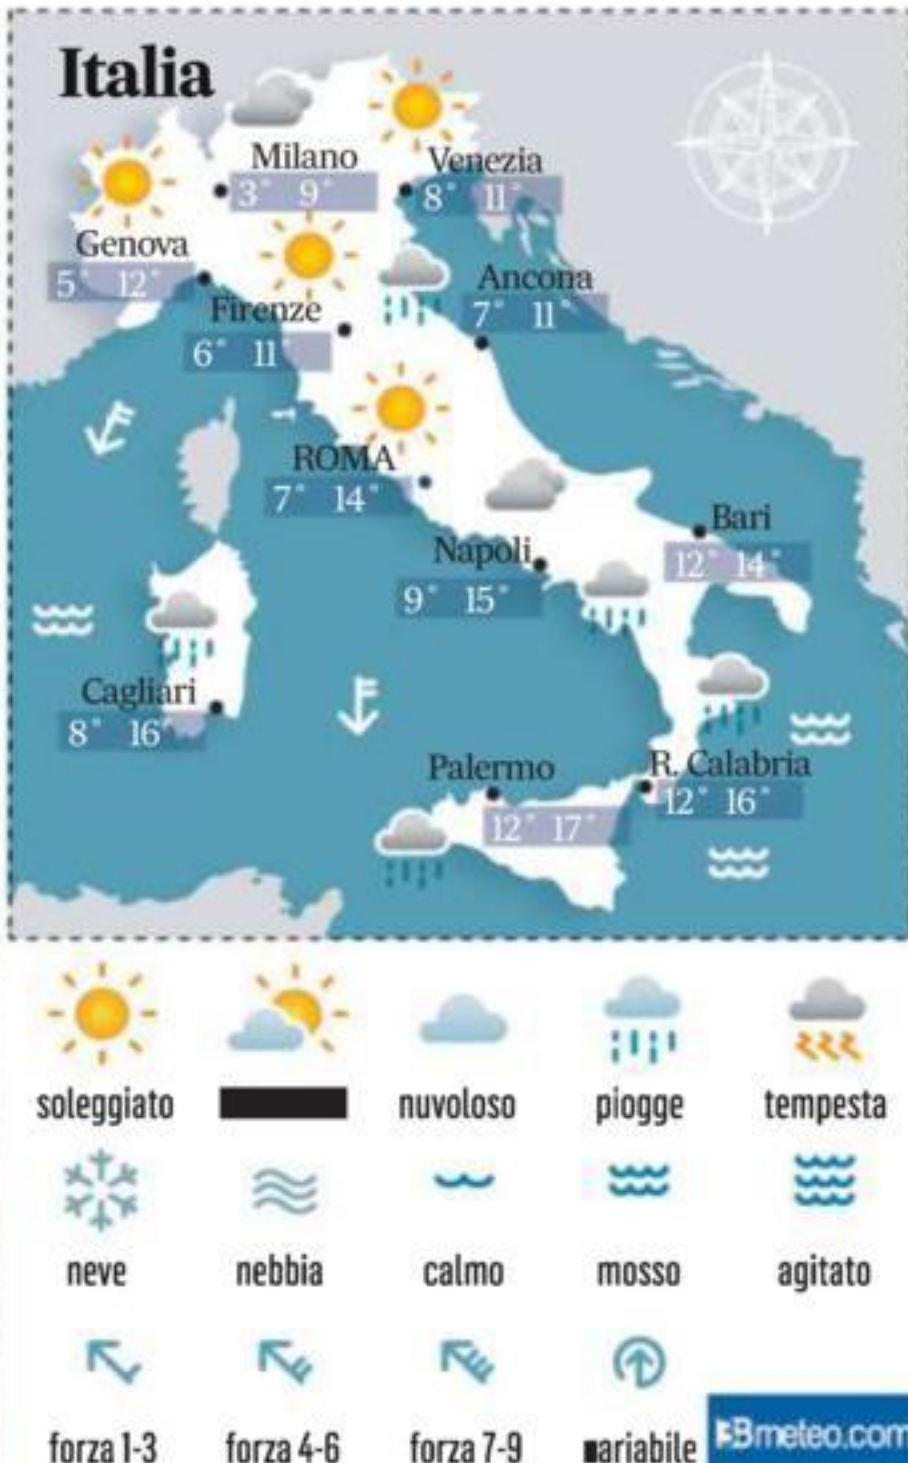 Italia
Milano
3° 9°
Venezia
8° 11°
Genova
5° 12°
Ancona
7° 11°
Firenze
6° 11°
ROMA
7° 14°
Bari
12° 14°
Napoli
9° 15°
Cagliari
8° 16°
Palermo
12° 17°
R. Calabria
12° 16°
soleggiato nuvoloso piogge tempesta
neve nebbia calmo mosso agitato
forza 1-3 forza 4-6 forza 7-9 ariabile
3Bmeteo.com